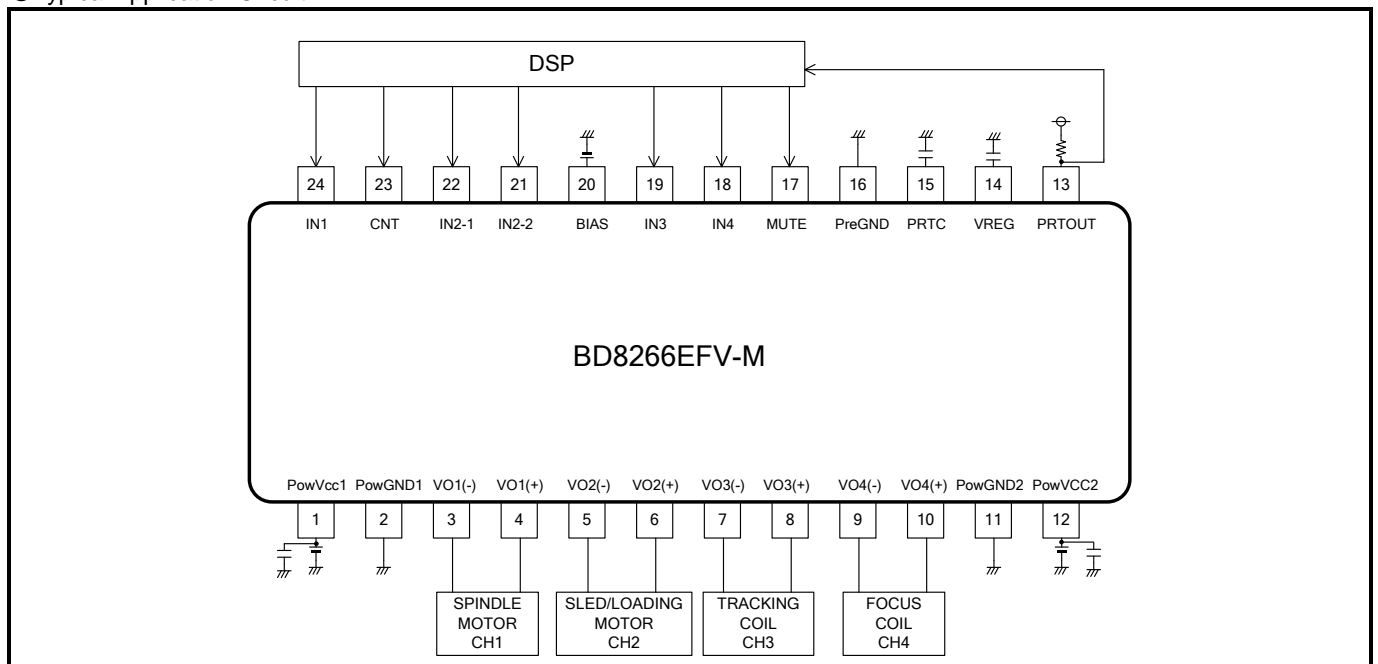 DSP
24 23 22 21 20 19 18 17 16 15 14 13
IN1 CNT IN2-1 IN2-2 BIAS IN3 IN4 MUTE PreGND PRTC VREG PRTOUT
BD8266EFV-M
PowVcc1 PowGND1 VO1(-) VO1(+) VO2(-) VO2(+) VO3(-) VO3(+) VO4(-) VO4(+) PowGND2 PowVCC2
1 2 3 4 5 6 7 8 9 10 11 12
SPINDLE
MOTOR
CH1
SLED/LOADING
MOTOR
CH2
TRACKING
COIL
CH3
FOCUS
COIL
CH4